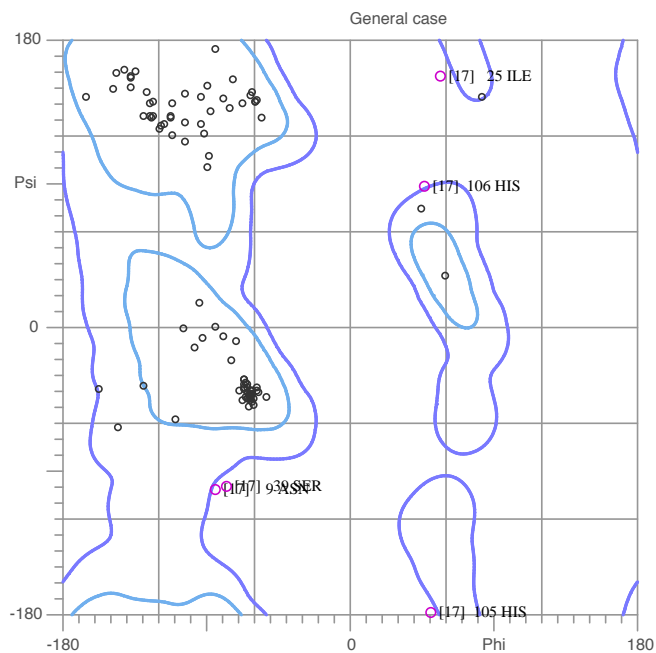 General case
180
[17] 25 ILE
Psi
[17] 106 HIS
0
[17] 39 SER
[17] 9 ASN
[17] 105 HIS
-180
-180 0 Phi 180